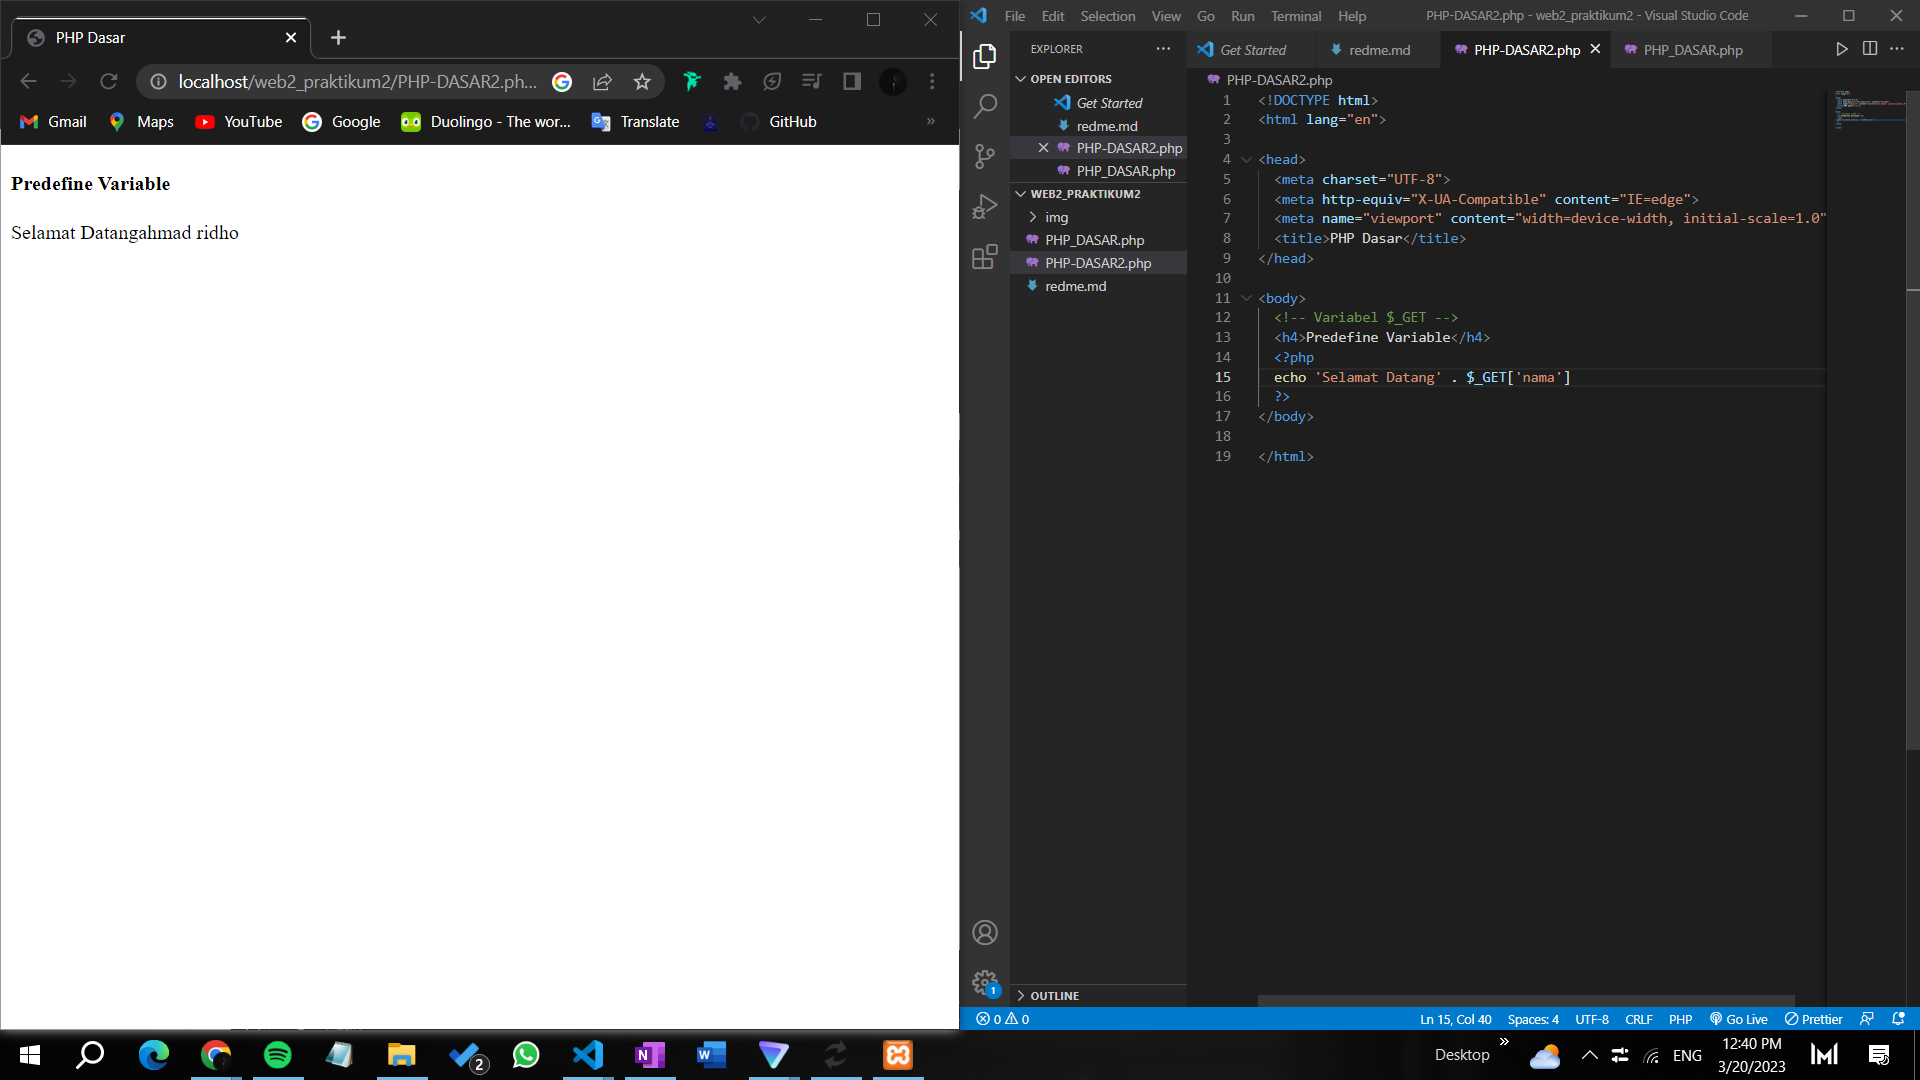 PHP Dasar
localhost/web2_praktikum2/PHP-DASAR2.ph...
Gmail Maps YouTube Google Duolingo - The wor... Translate GitHub »
Predefine Variable
Selamat Datangahmad ridho
File Edit Selection View Go Run Terminal Help PHP-DASAR2.php - web2_praktikum2 - Visual Studio Code
EXPLORER
Get Started redme.md PHP-DASAR2.php PHP_DASAR.php
OPEN EDITORS
Get Started
redme.md
PHP-DASAR2.php
PHP_DASAR.php
WEB2_PRAKTIKUM2
img
PHP_DASAR.php
PHP-DASAR2.php
redme.md
OUTLINE
PHP-DASAR2.php
1 <!DOCTYPE html>
2 <html lang="en">
3
4 <head>
5 <meta charset="UTF-8">
6 <meta http-equiv="X-UA-Compatible" content="IE=edge">
7 <meta name="viewport" content="width=device-width, initial-scale=1.0"
8 <title>PHP Dasar</title>
9 </head>
10
11 <body>
12 <!-- Variabel $_GET -->
13 <h4>Predefine Variable</h4>
14 <?php
15 echo 'Selamat Datang' . $_GET['nama']
16 ?>
17 </body>
18
19 </html>
1
0 0 Ln 15, Col 40 Spaces: 4 UTF-8 CRLF PHP Go Live Prettier
2
N
W
Desktop » ENG
12:40 PM
3/20/2023